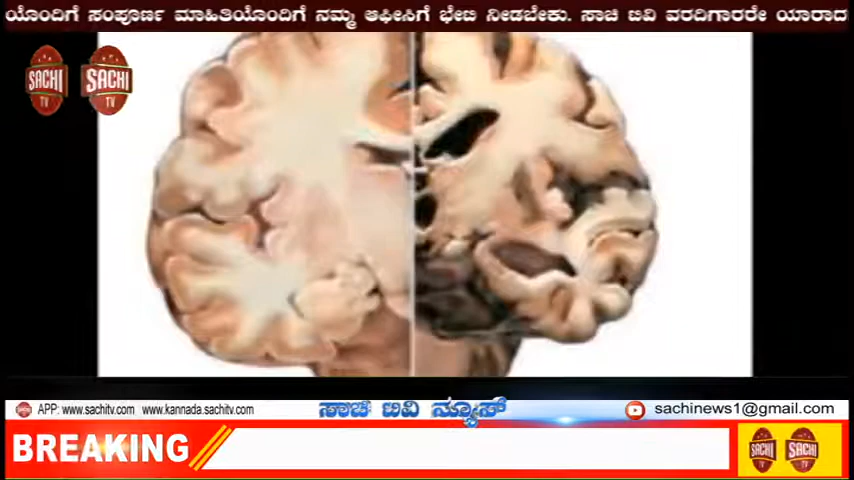 ಯೊಂದಿಗೆ ಸಂಪೂರ್ಣ ಮಾಹಿತಿಯೊಂದಿಗೆ ನಮ್ಮ ಆಫೀಸಿಗೆ ಭೇಟಿ ನೀಡಬೇಕು. ಸಾಚಿ ಟಿವಿ ವರದಿಗಾರರೇ ಯಾರಾದ
SACHI TV SACHI TV
APP: www.sachitv.com www.kannada.sachitv.com ಸಾಚಿ ಟಿವಿ ನ್ಯೂಸ್ sachinews1@gmail.com
BREAKING SACHI TV SACHI TV